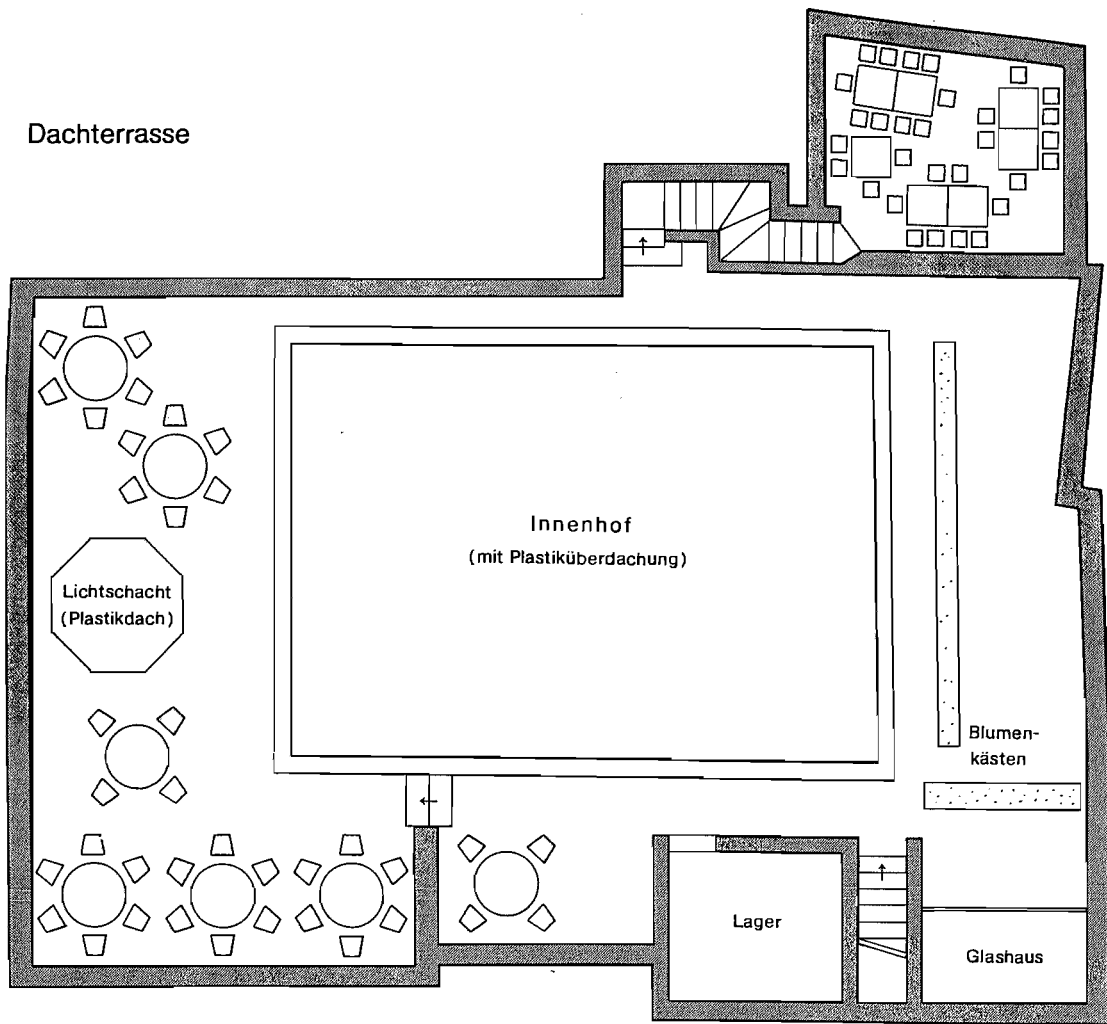 Dachterrasse
Innenhof
(mit Plastiküberdachung)
Lichtschacht
(Plastikdach)
Blumen-
kästen
Lager
Glashaus